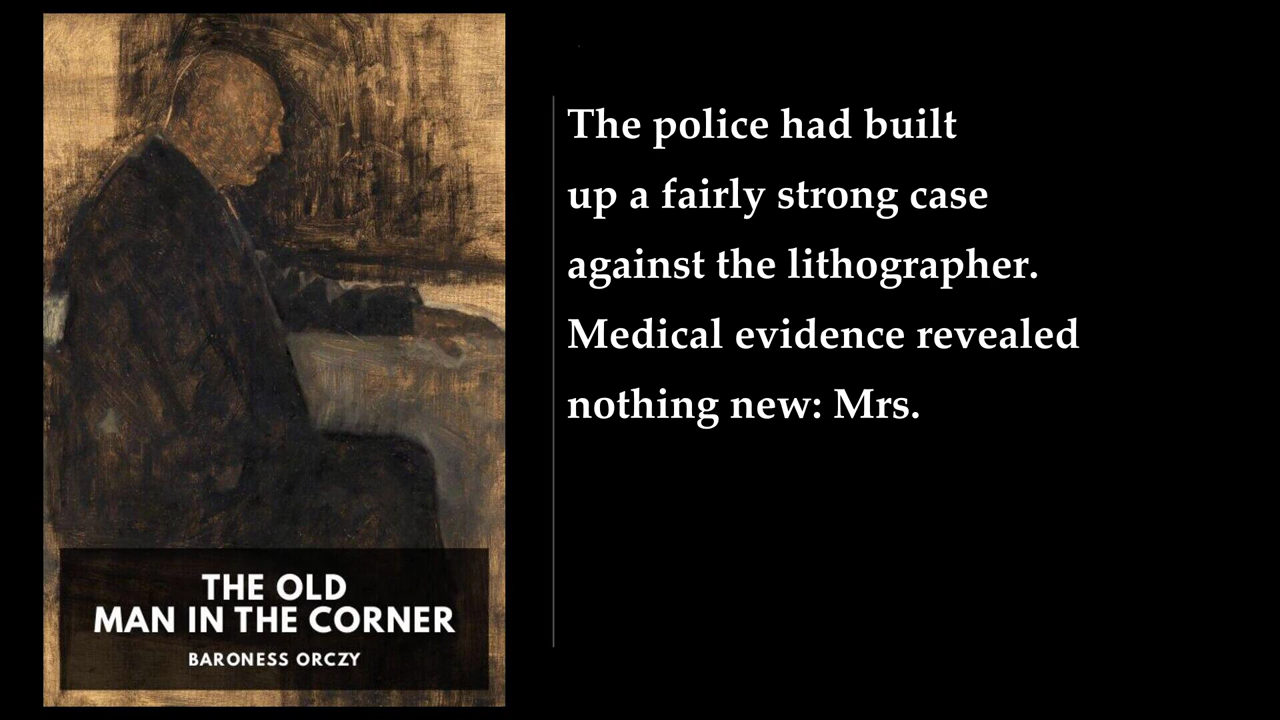 THE OLD
MAN IN THE CORNER
BARONESS ORCZY
The police had built
up a fairly strong case
against the lithographer.
Medical evidence revealed
nothing new: Mrs.